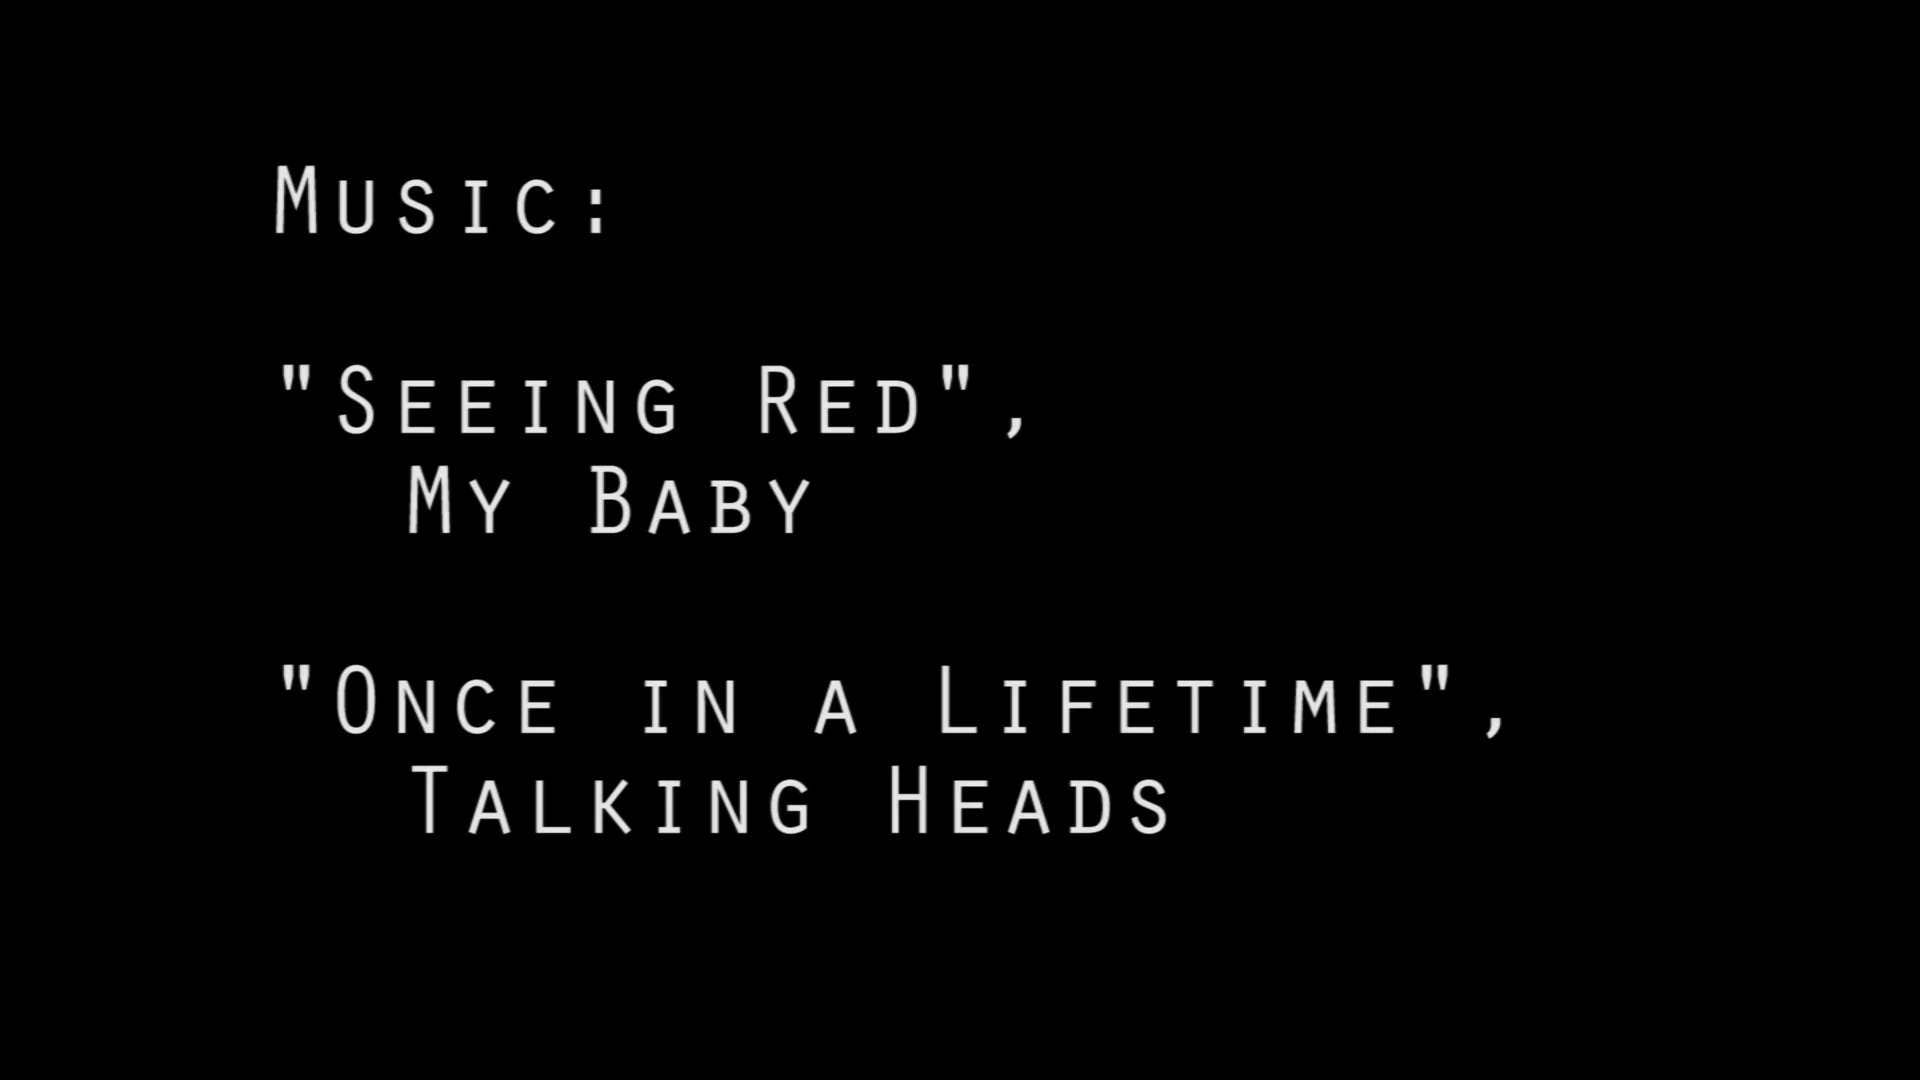 Music:
"Seeing Red",
My Baby
"Once in a Lifetime",
Talking Heads